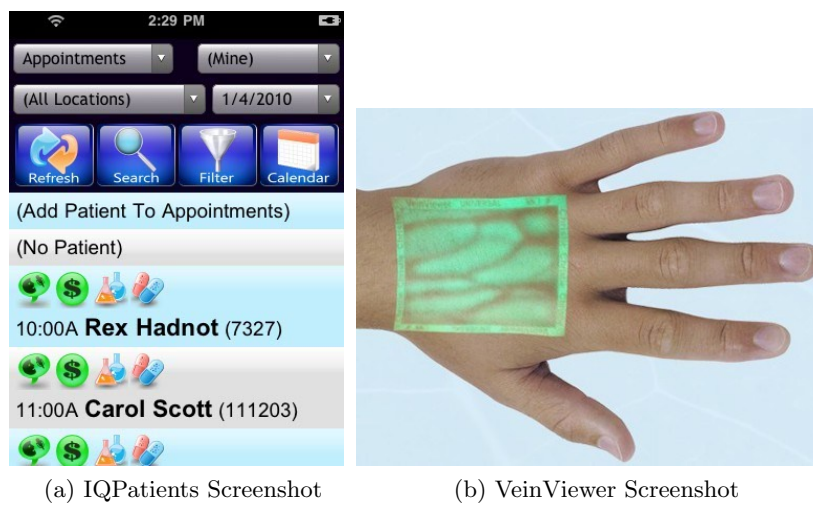 2:29 PM
Appointments (Mine)
(All Locations) 1/4/2010
Refresh Search Filter Calendar
(Add Patient To Appointments)
(No Patient)
10:00A Rex Hadnot (7327)
11:00A Carol Scott (111203)
VeinViewer
(a) IQPatients Screenshot (b) VeinViewer Screenshot